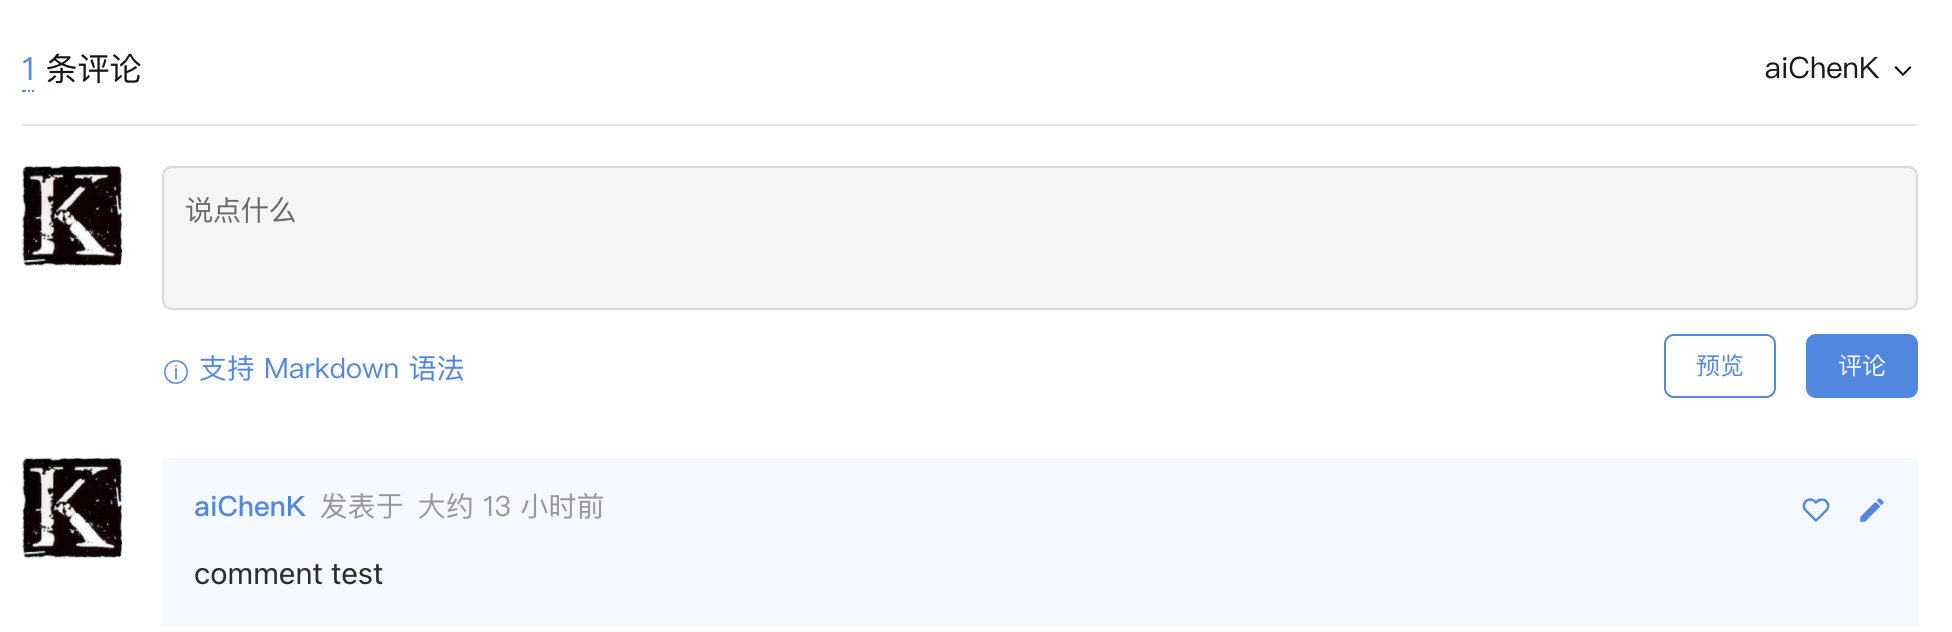 1 条评论
aiChenK
K
说点什么
支持 Markdown 语法
预览
评论
K
aiChenK 发表于 大约 13 小时前
comment test